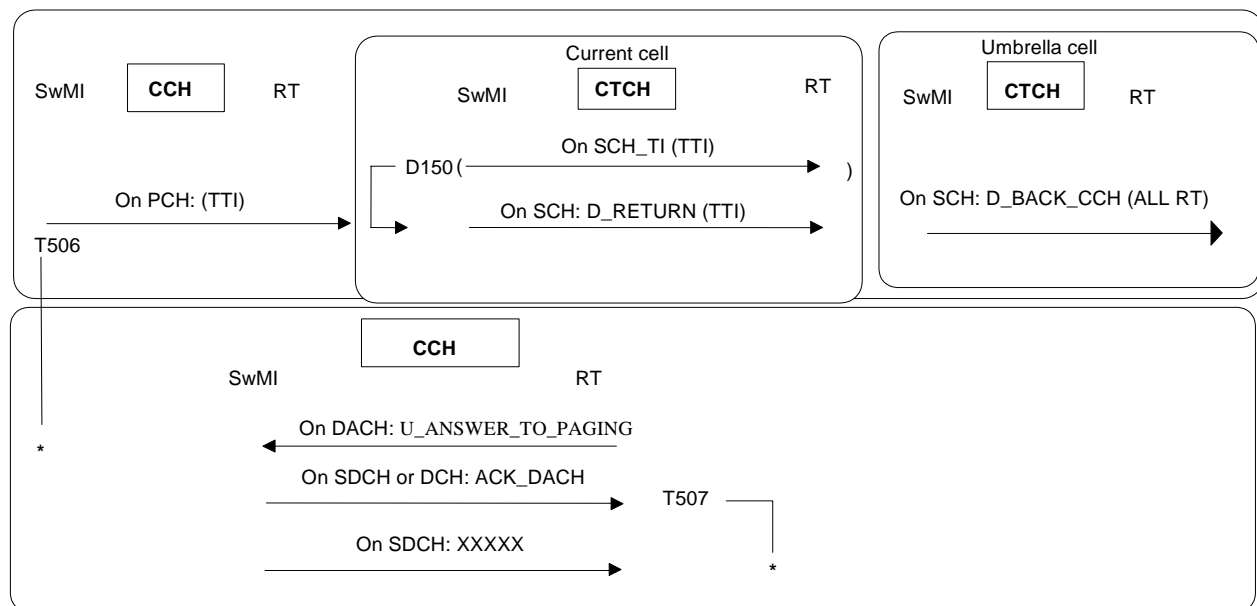 Current cell
Umbrella cell
SwMI CCH RT
SwMI CTCH RT
SwMI CTCH RT
On SCH_TI (TTI)
D150 ( )
On PCH: (TTI)
On SCH: D_RETURN (TTI)
On SCH: D_BACK_CCH (ALL RT)
T506
CCH
SwMI RT
On DACH: U_ANSWER_TO_PAGING
*
On SDCH or DCH: ACK_DACH
T507
On SDCH: XXXXX
*